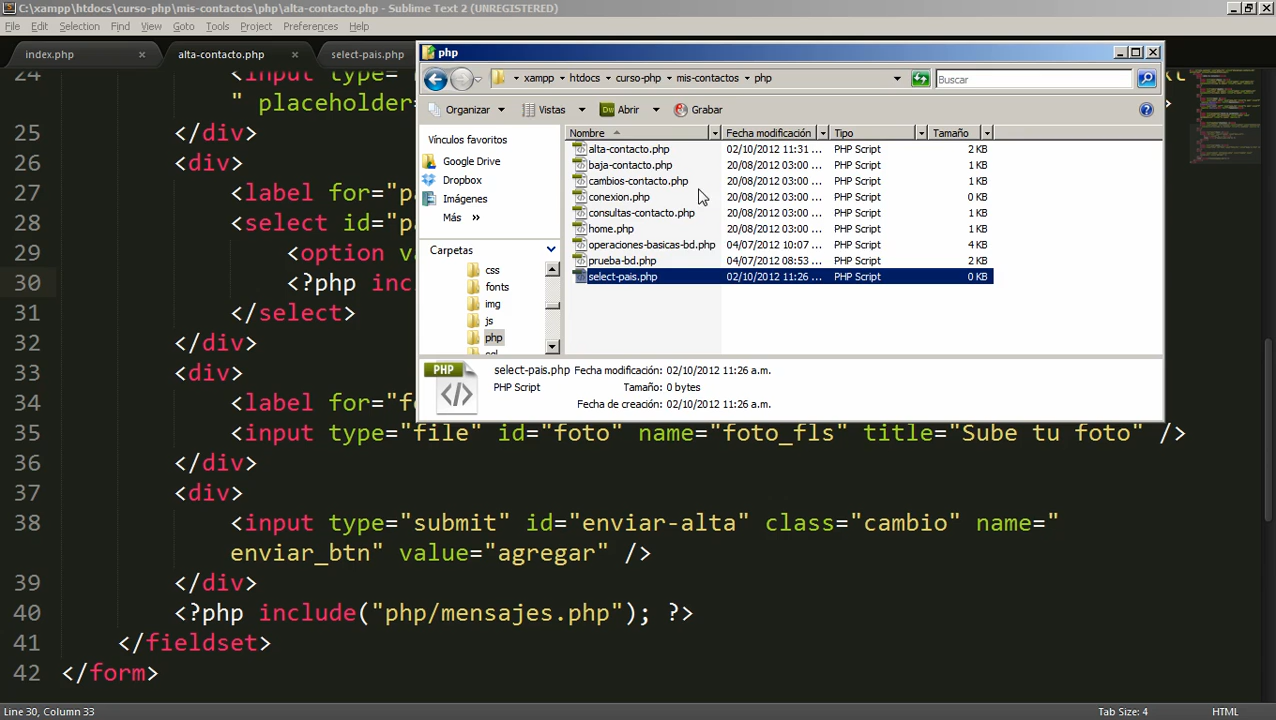 C:\xampp\htdocs\curso-php\mis-contactos\php\alta-contacto.php - Sublime Text 2 (UNREGISTERED)
File Edit Selection Find View Goto Tools Project Preferences Help
index.php alta-contacto.php select-pais.php
php
xampp htdocs curso-php mis-contactos php Buscar
Organizar Vistas Abrir Grabar
Vínculos favoritos
Google Drive
Dropbox
Imágenes
Más »
Carpetas
css
fonts
img
js
php
Nombre Fecha modificación Tipo Tamaño
alta-contacto.php 02/10/2012 11:31 ... PHP Script 2 KB
baja-contacto.php 20/08/2012 03:00 ... PHP Script 1 KB
cambios-contacto.php 20/08/2012 03:00 ... PHP Script 1 KB
conexion.php 20/08/2012 03:00 ... PHP Script 0 KB
consultas-contacto.php 20/08/2012 03:00 ... PHP Script 1 KB
home.php 20/08/2012 03:00 ... PHP Script 1 KB
operaciones-basicas-bd.php 04/07/2012 10:07 ... PHP Script 4 KB
prueba-bd.php 04/07/2012 08:53 ... PHP Script 2 KB
select-pais.php 02/10/2012 11:26 ... PHP Script 0 KB
PHP
select-pais.php Fecha modificación: 02/10/2012 11:26 a.m.
PHP Script Tamaño: 0 bytes
Fecha de creación: 02/10/2012 11:26 a.m.
24 <input type=
" placeholder=
25 </div>
26 <div>
27 <label for="p
28 <select id="p
29 <option v
30 <?php inc
31 </select>
32 </div>
33 <div>
34 <label for="f
35 <input type="file" id="foto" name="foto_fls" title="Sube tu foto" />
36 </div>
37 <div>
38 <input type="submit" id="enviar-alta" class="cambio" name="
enviar_btn" value="agregar" />
39 </div>
40 <?php include("php/mensajes.php"); ?>
41 </fieldset>
42 </form>
Line 30, Column 33 Tab Size: 4 HTML